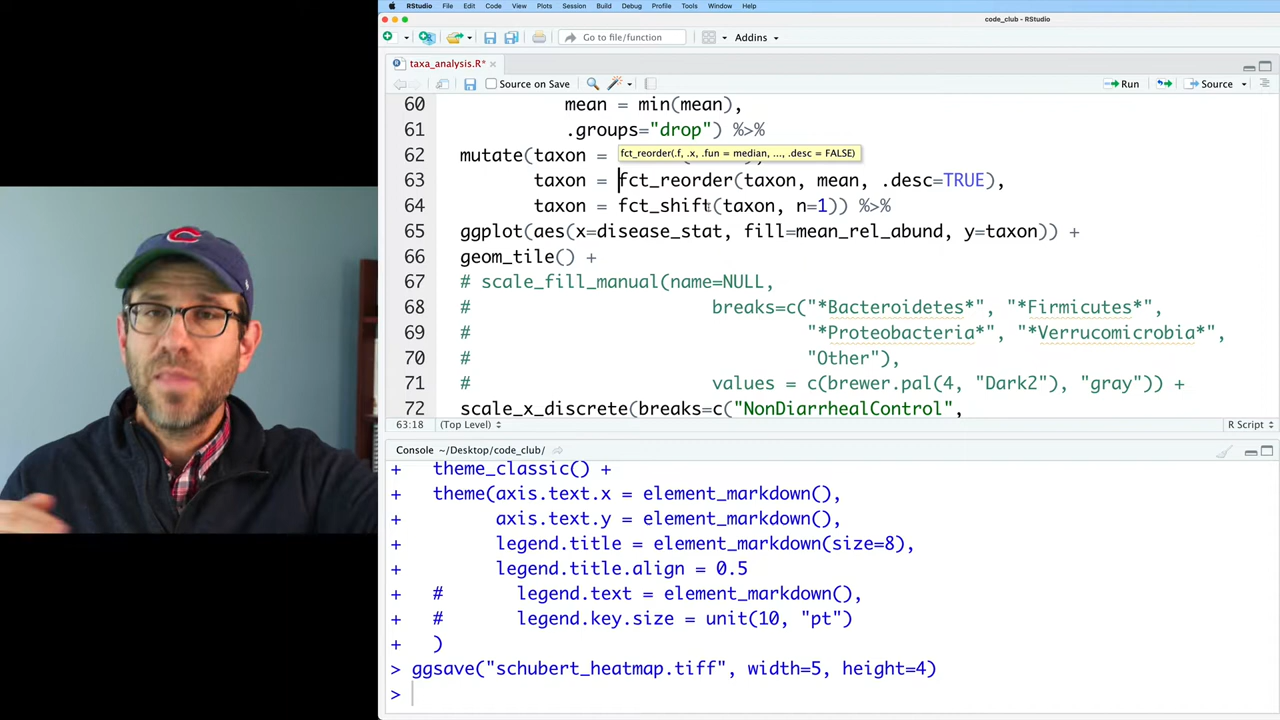 RStudio File Edit Code View Plots Session Build Debug Profile Tools Window Help
code_club - RStudio
Go to file/function Addins
taxa_analysis.R*
Source on Save Run Source
60 mean = min(mean),
61 .groups="drop") %>%
62 mutate(taxon =
fct_reorder(.f, .x, .fun = median, ..., .desc = FALSE)
63 taxon = fct_reorder(taxon, mean, .desc=TRUE),
64 taxon = fct_shift(taxon, n=1)) %>%
65 ggplot(aes(x=disease_stat, fill=mean_rel_abund, y=taxon)) +
66 geom_tile() +
67 # scale_fill_manual(name=NULL,
68 # breaks=c("*Bacteroidetes*", "*Firmicutes*",
69 # "*Proteobacteria*", "*Verrucomicrobia*",
70 # "Other"),
71 # values = c(brewer.pal(4, "Dark2"), "gray")) +
72 scale_x_discrete(breaks=c("NonDiarrhealControl",
63:18 (Top Level) R Script
Console ~/Desktop/code_club/
+ theme_classic() +
+ theme(axis.text.x = element_markdown(),
+ axis.text.y = element_markdown(),
+ legend.title = element_markdown(size=8),
+ legend.title.align = 0.5
+ # legend.text = element_markdown(),
+ # legend.key.size = unit(10, "pt")
+ )
> ggsave("schubert_heatmap.tiff", width=5, height=4)
>